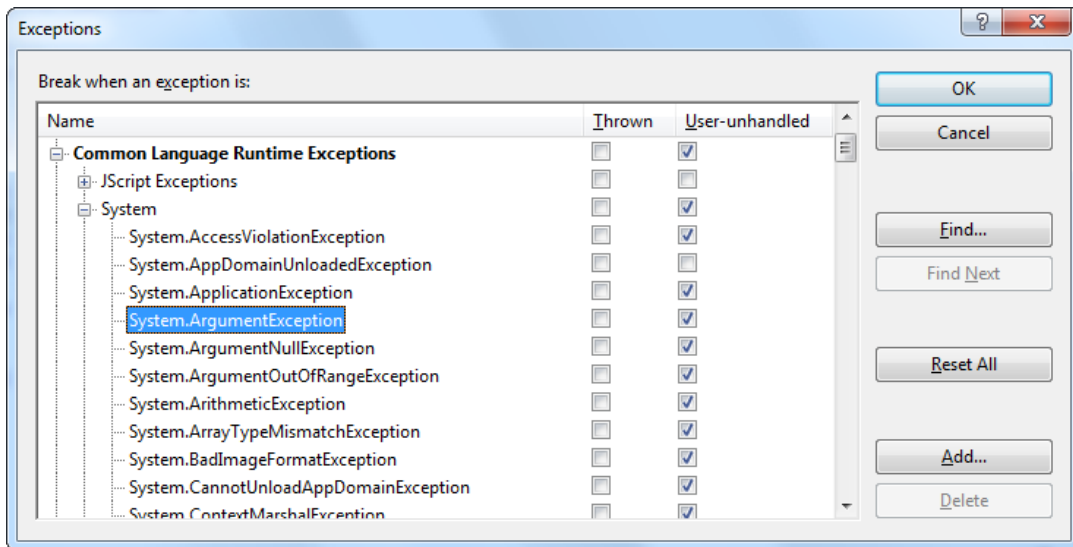 Exceptions
Break when an exception is:
Name Thrown User-unhandled
Common Language Runtime Exceptions
JScript Exceptions
System
System.AccessViolationException
System.AppDomainUnloadedException
System.ApplicationException
System.ArgumentException
System.ArgumentNullException
System.ArgumentOutOfRangeException
System.ArithmeticException
System.ArrayTypeMismatchException
System.BadImageFormatException
System.CannotUnloadAppDomainException
System.ContextMarshalException
OK
Cancel
Find...
Find Next
Reset All
Add...
Delete